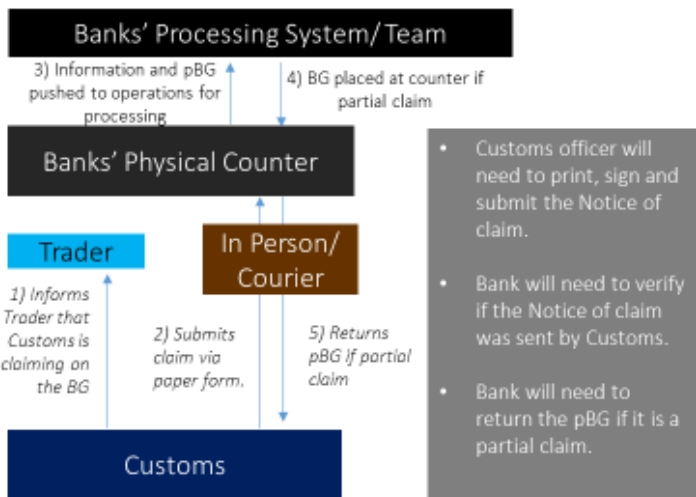 Banks' Processing System/ Team
3) Information and pBG
pushed to operations for
processing
4) BG placed at counter if
partial claim
Banks' Physical Counter
Trader
In Person/
Courier
1) Informs
Trader that
Customs is
claiming on
the BG
2) Submits
claim via
paper form.
5) Returns
pBG if partial
claim
Customs
• Customs officer will
need to print, sign and
submit the Notice of
claim.
• Bank will need to verify
if the Notice of claim
was sent by Customs.
• Bank will need to
return the pBG if it is a
partial claim.